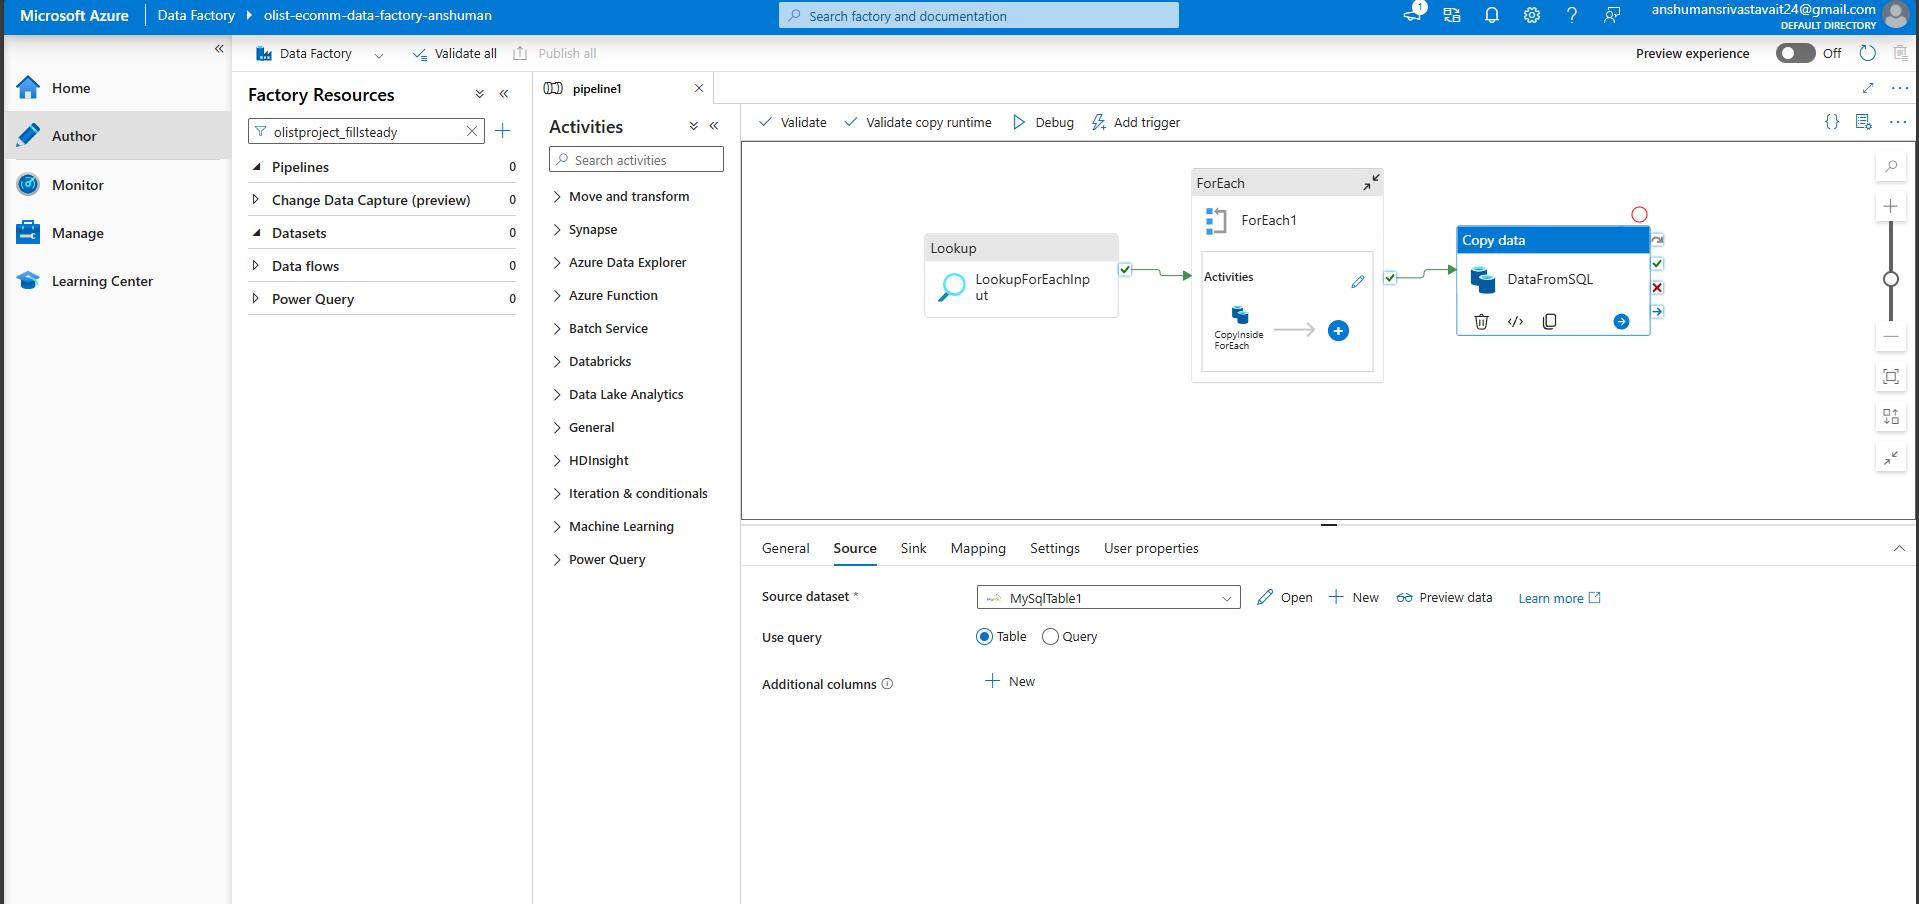 Microsoft Azure
Data Factory
olist-ecomm-data-factory-anshuman
Search factory and documentation
1
anshumansrivastavait24@gmail.com
DEFAULT DIRECTORY
Home
Author
Monitor
Manage
Learning Center
Data Factory
Validate all
Publish all
Preview experience
Off
Factory Resources
olistproject_fillsteady
Pipelines 0
Change Data Capture (preview) 0
Datasets 0
Data flows 0
Power Query 0
pipeline1
Activities
Search activities
Move and transform
Synapse
Azure Data Explorer
Azure Function
Batch Service
Databricks
Data Lake Analytics
General
HDInsight
Iteration & conditionals
Machine Learning
Power Query
Validate
Validate copy runtime
Debug
Add trigger
Lookup
LookupForEachInp
ut
ForEach
ForEach1
Activities
CopyInside
ForEach
Copy data
DataFromSQL
General
Source
Sink
Mapping
Settings
User properties
Source dataset *
MySqlTable1
Open
New
Preview data
Learn more
Use query
Table
Query
Additional columns
New